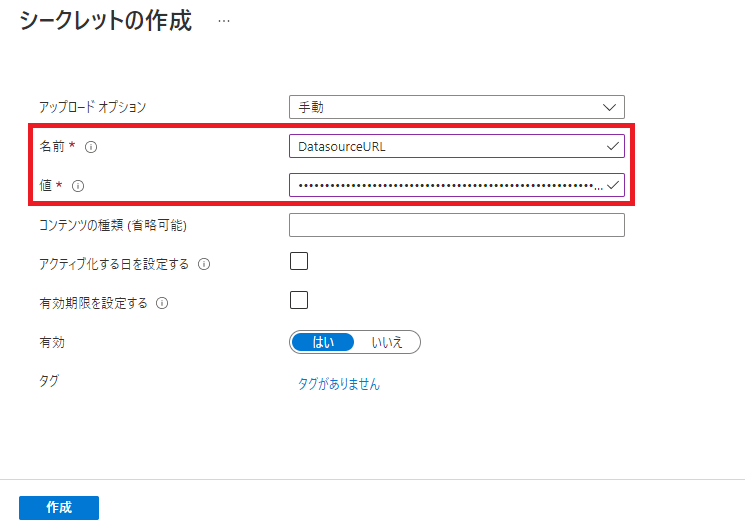 シークレットの作成 …
アップロード オプション 手動
名前 * DatasourceURL
値 * ••••••••••••••••••••••••••••••••••••••••••••••••••••••••...
コンテンツの種類 (省略可能)
アクティブ化する日を設定する
有効期限を設定する
有効 はい いいえ
タグ タグがありません
作成